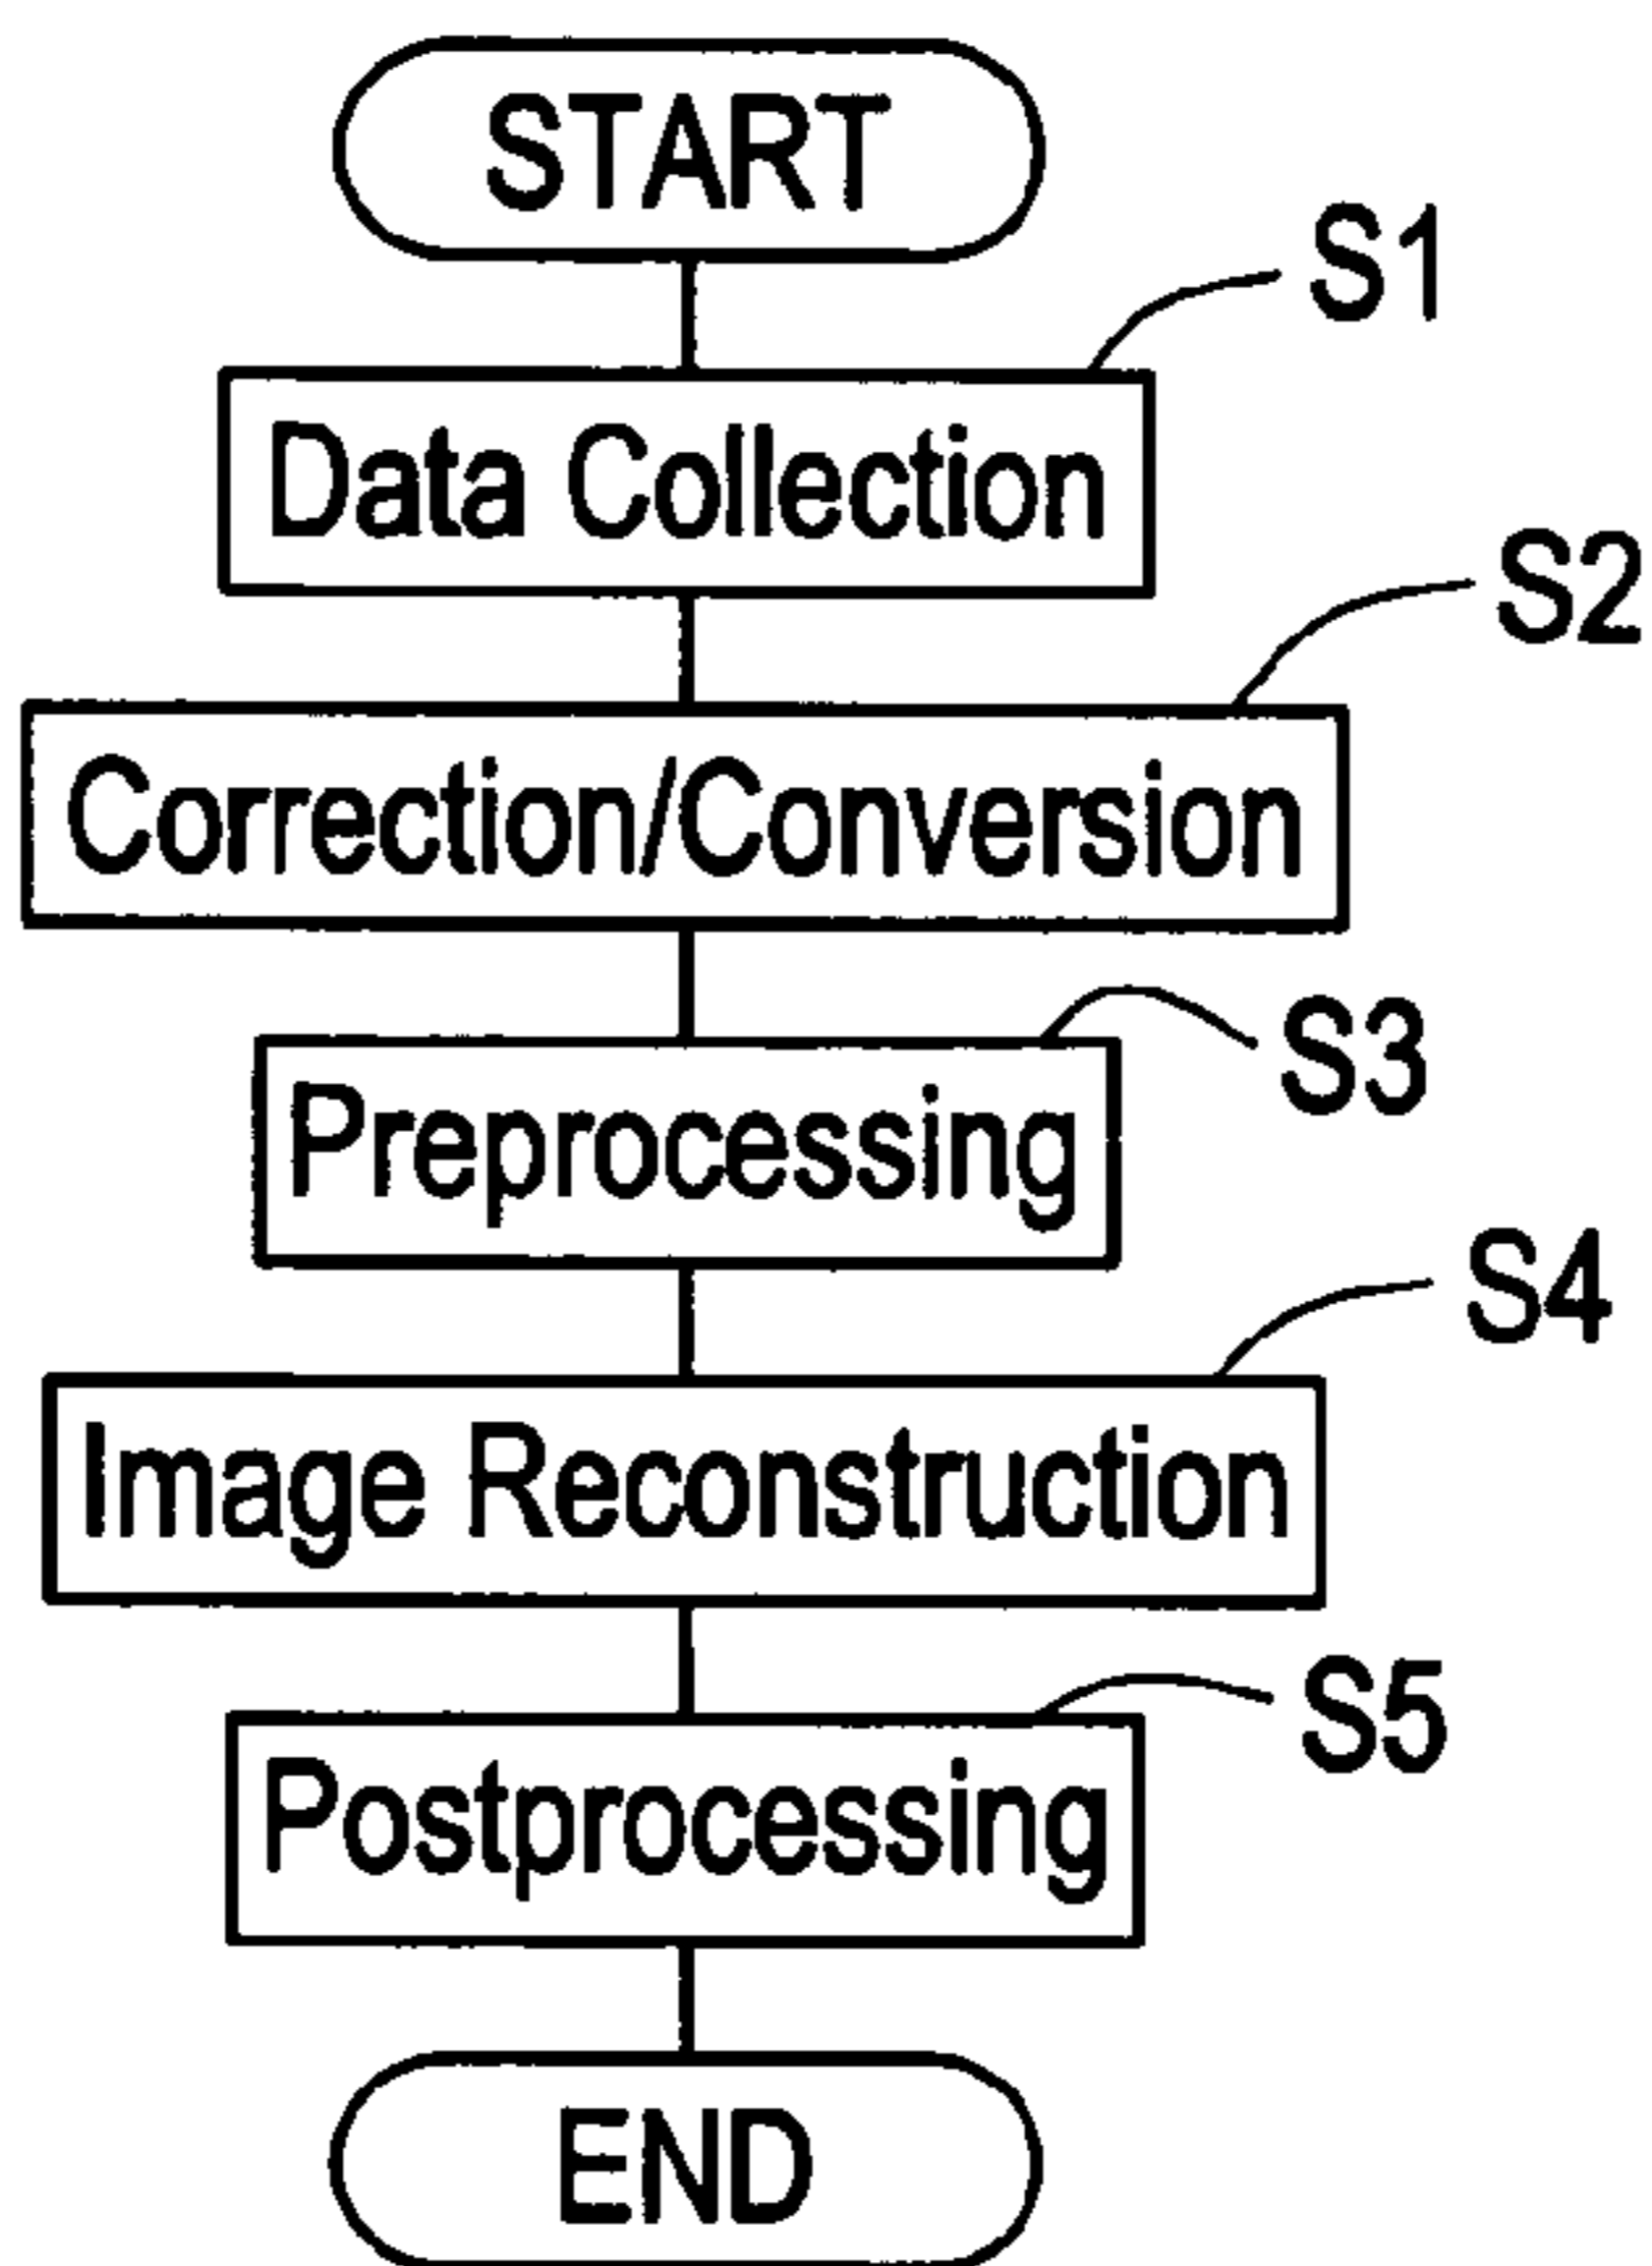 START
S1
Data Collection
S2
Correction/Conversion
S3
Preprocessing
S4
Image Reconstruction
S5
Postprocessing
END